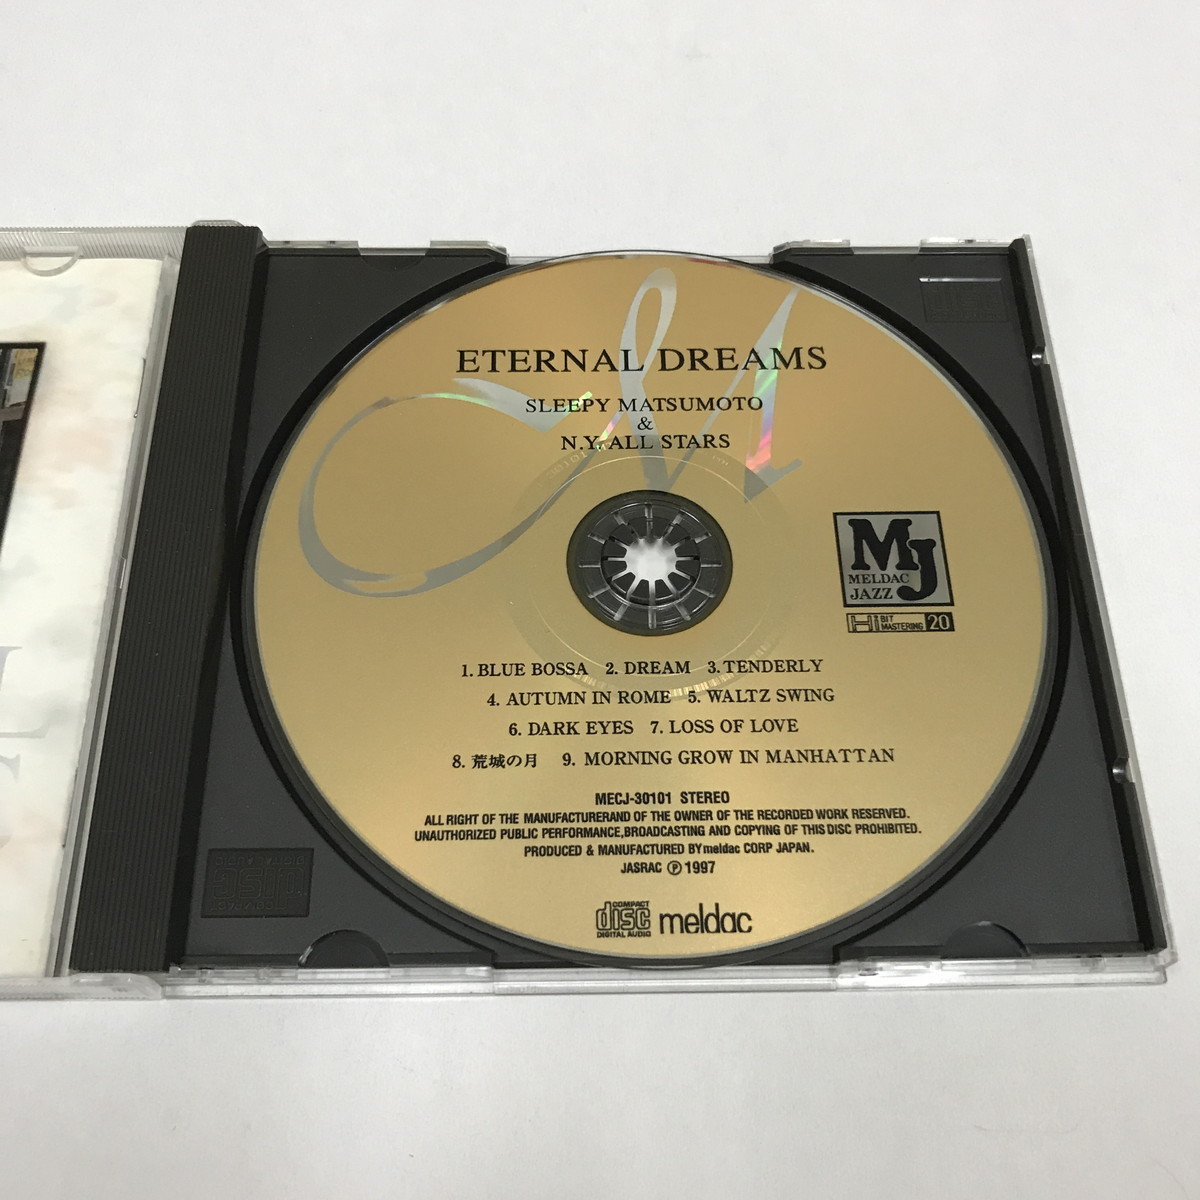 ETERNAL DREAMS
SLEEPY MATSUMOTO
&
N.Y. ALL STARS
MJ
MELDAC
JAZZ
Hi BIT MASTERING 20
1. BLUE BOSSA 2. DREAM 3. TENDERLY
4. AUTUMN IN ROME 5. WALTZ SWING
6. DARK EYES 7. LOSS OF LOVE
8. 荒城の月 9. MORNING GROW IN MANHATTAN
MECJ-30101 STEREO
ALL RIGHT OF THE MANUFACTURERAND OF THE OWNER OF THE RECORDED WORK RESERVED.
UNAUTHORIZED PUBLIC PERFORMANCE,BROADCASTING AND COPYING OF THIS DISC PROHIBITED.
PRODUCED & MANUFACTURED BY meldac CORP JAPAN.
JASRAC Ⓟ 1997
COMPACT disc DIGITAL AUDIO meldac